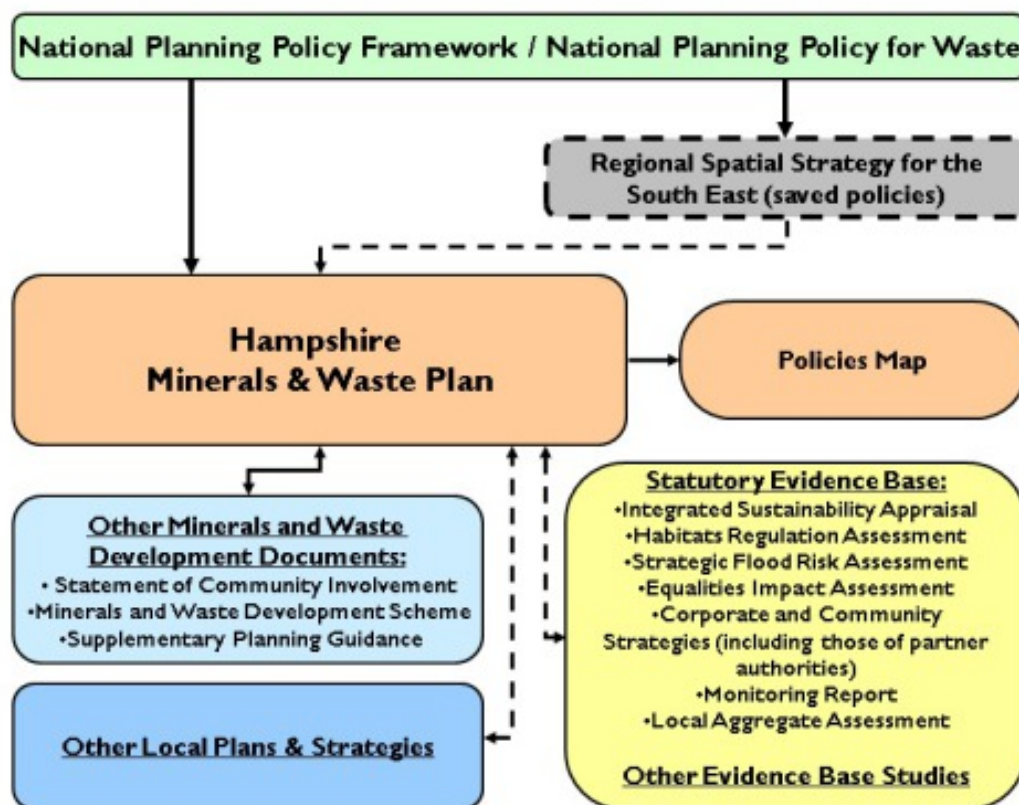 National Planning Policy Framework / National Planning Policy for Waste
Regional Spatial Strategy for the
South East (saved policies)
Hampshire
Minerals & Waste Plan
Policies Map
Other Minerals and Waste
Development Documents:
• Statement of Community Involvement
•Minerals and Waste Development Scheme
•Supplementary Planning Guidance
Other Local Plans & Strategies
Statutory Evidence Base:
•Integrated Sustainability Appraisal
•Habitats Regulation Assessment
•Strategic Flood Risk Assessment
•Equalities Impact Assessment
•Corporate and Community
Strategies (including those of partner
authorities)
•Monitoring Report
•Local Aggregate Assessment
Other Evidence Base Studies